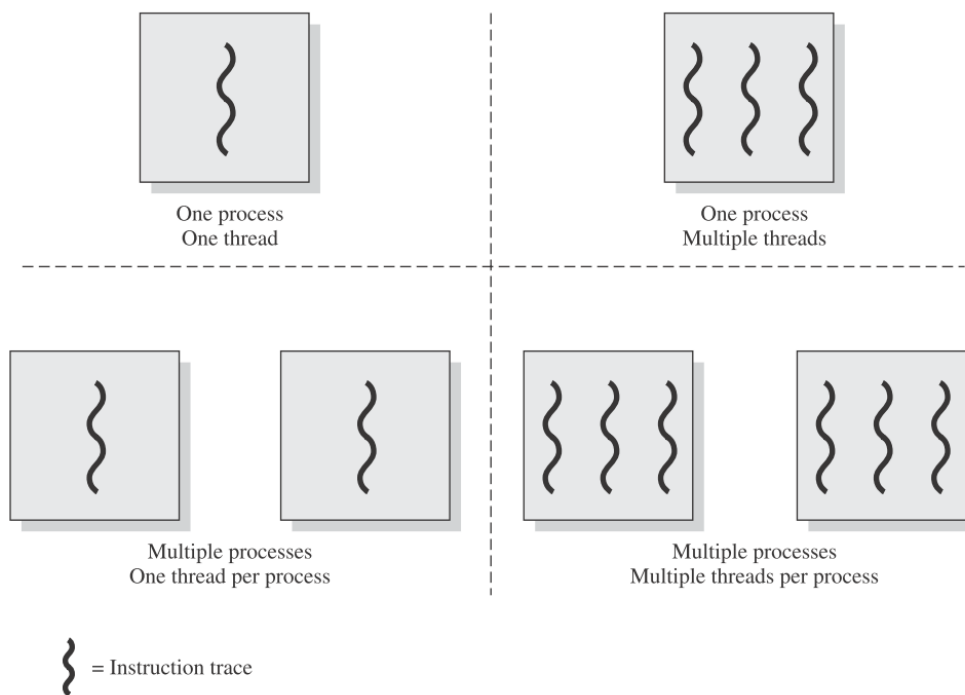 One process
One thread
One process
Multiple threads
Multiple processes
One thread per process
Multiple processes
Multiple threads per process
= Instruction trace